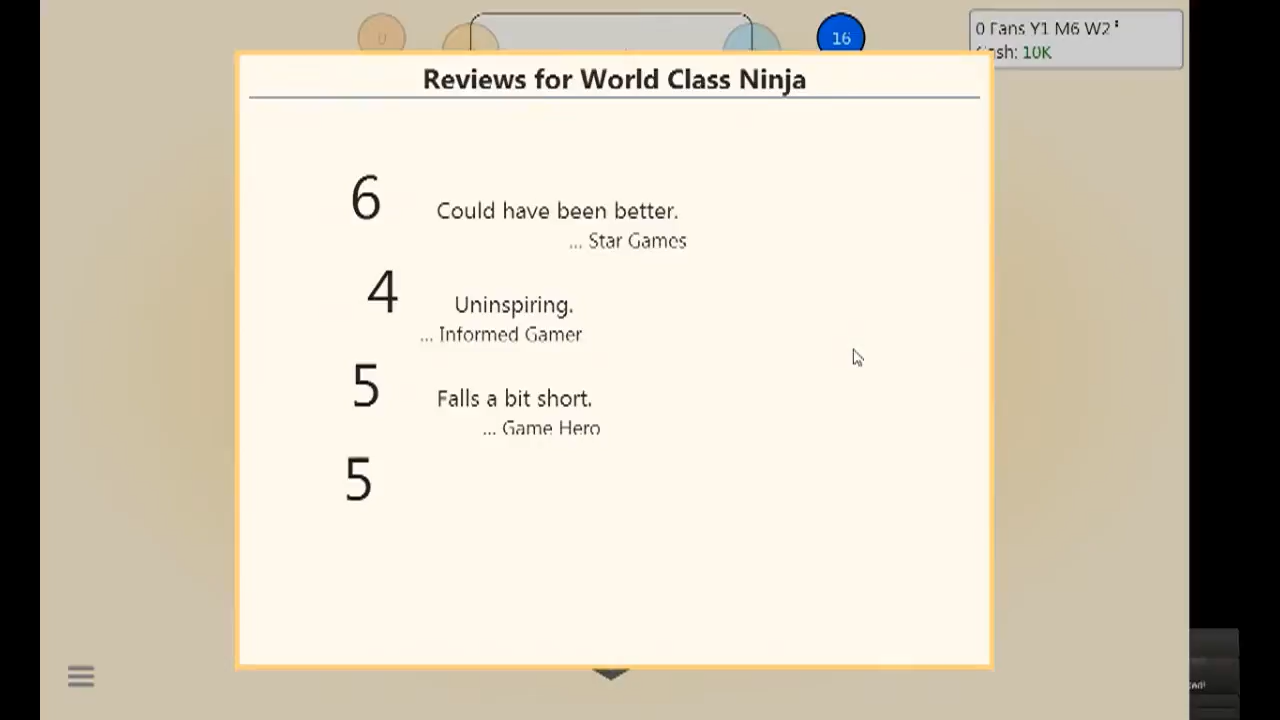 0
16
0 Fans Y1 M6 W2
Cash: 10K
Reviews for World Class Ninja
6
Could have been better.
... Star Games
4
Uninspiring.
... Informed Gamer
5
Falls a bit short.
... Game Hero
5